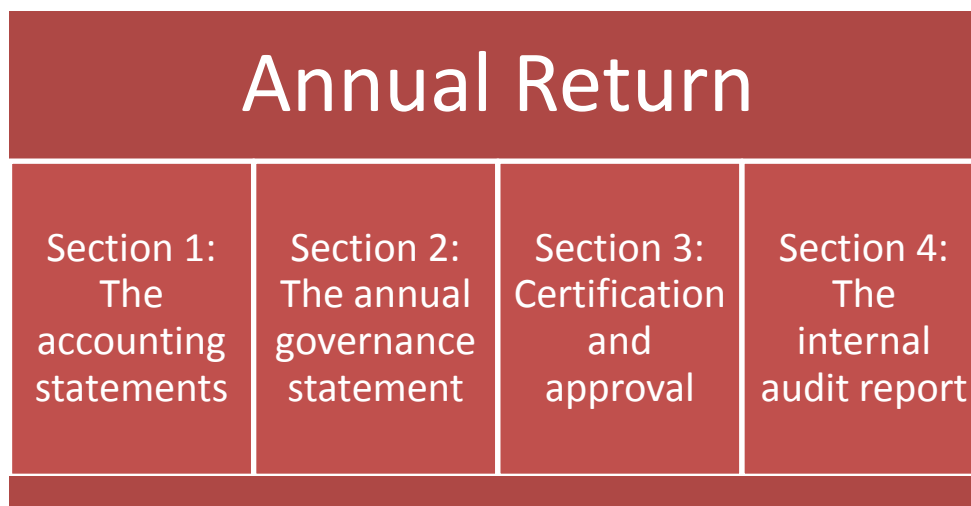 Annual Return
Section 1:
The
accounting
statements
Section 2:
The annual
governance
statement
Section 3:
Certification
and
approval
Section 4:
The
internal
audit report